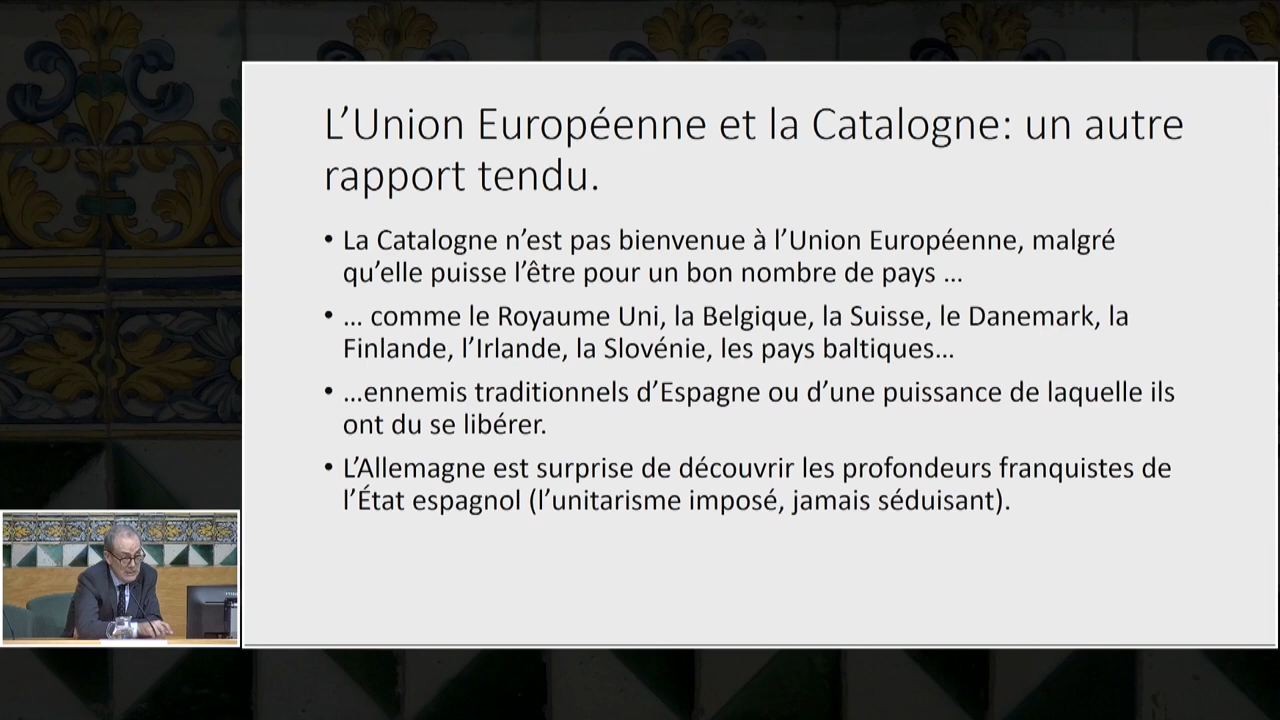 L’Union Européenne et la Catalogne: un autre
rapport tendu.
• La Catalogne n’est pas bienvenue à l’Union Européenne, malgré
qu’elle puisse l’être pour un bon nombre de pays ...
• ... comme le Royaume Uni, la Belgique, la Suisse, le Danemark, la
Finlande, l’Irlande, la Slovénie, les pays baltiques...
• ...ennemis traditionnels d’Espagne ou d’une puissance de laquelle ils
ont du se libérer.
• L’Allemagne est surprise de découvrir les profondeurs franquistes de
l’État espagnol (l’unitarisme imposé, jamais séduisant).